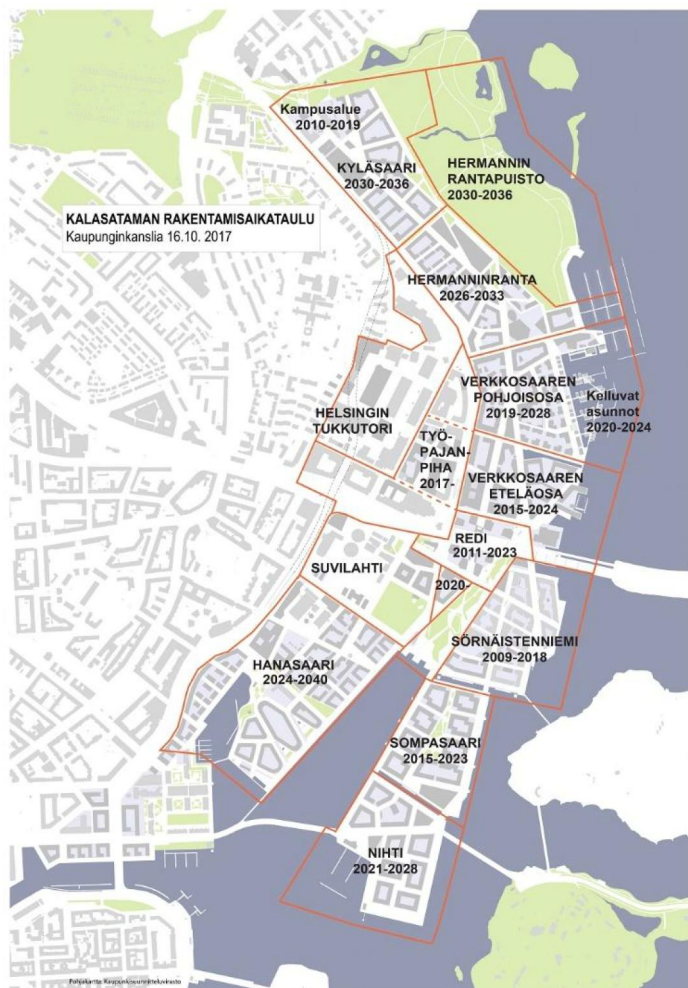 Kampusalue
2010-2019
KYLÄSAARI
2030-2036
HERMANNIN
RANTAPUISTO
2030-2036
KALASATAMAN RAKENTAMISAIKATAULU
Kaupunginkanslia 16.10. 2017
HERMANNINRANTA
2026-2033
VERKKOSAAREN
POHJOISOSA
2019-2028
Kelluvat
asunnot
2020-2024
HELSINGIN
TUKKUTORI
TYÖ-
PAJAN-
PIHA
2017-
VERKKOSAAREN
ETELÄOSA
2015-2024
REDI
2011-2023
SUVILAHTI
2020-
SÖRNÄISTENNIEMI
2009-2018
HANASAARI
2024-2040
SOMPASAARI
2015-2023
NIHTI
2021-2028
Pohjakartta: Kaupunkisuunnitteluvirasto